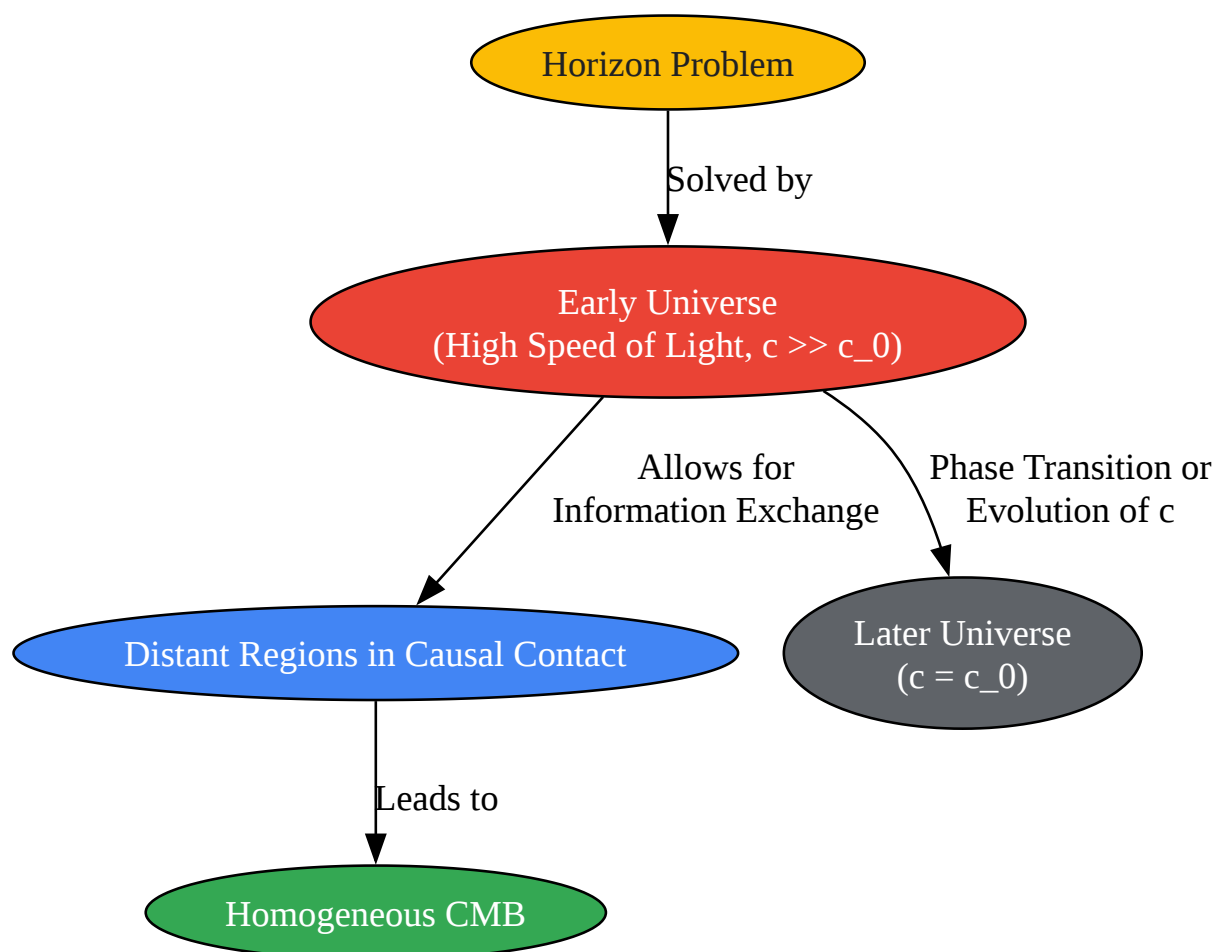 Horizon Problem
Solved by
Early Universe
(High Speed of Light, c >> c_0)
Allows for
Information Exchange
Phase Transition or
Evolution of c
Distant Regions in Causal Contact
Later Universe
(c = c_0)
Leads to
Homogeneous CMB